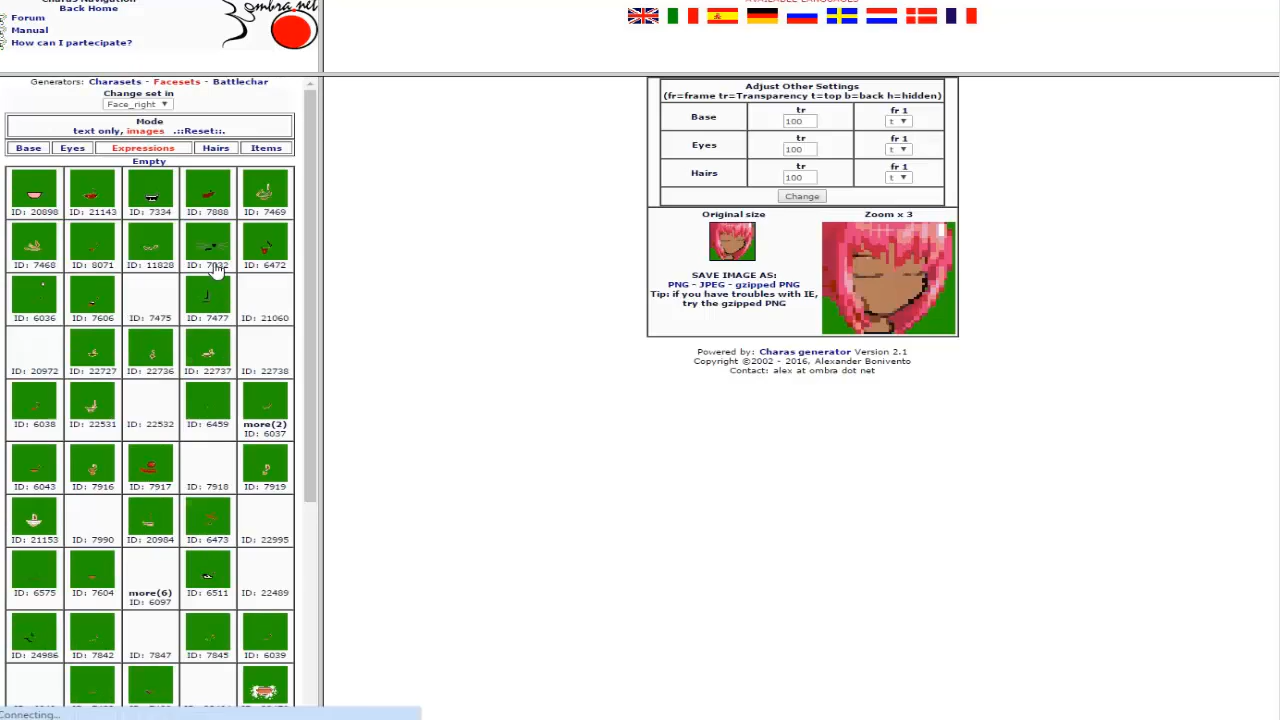 Charas Navigation
Back Home
Forum
Manual
How can I partecipate?
ombra.net
AVAILABLE LANGUAGES
Generators: Charasets - Facesets - Battlechar
Change set in
Face_right
Mode
text only, images .::Reset::.
Base Eyes Expressions Hairs Items
Empty
ID: 20898 ID: 21143 ID: 7334 ID: 7888 ID: 7469
ID: 7468 ID: 8071 ID: 11828 ID: ID: 6472
ID: 6036 ID: 7606 ID: 7475 ID: 7477 ID: 21060
ID: 20972 ID: 22727 ID: 22736 ID: 22737 ID: 22738
more(2)
ID: 6038 ID: 22531 ID: 22532 ID: 6459 ID: 6037
ID: 6043 ID: 7916 ID: 7917 ID: 7918 ID: 7919
ID: 21153 ID: 7990 ID: 20984 ID: 6473 ID: 22995
more(6)
ID: 6575 ID: 7604 ID: 6097 ID: 6511 ID: 22489
ID: 24986 ID: 7842 ID: 7847 ID: 7845 ID: 6039
Connecting...
Adjust Other Settings
(fr=frame tr=Transparency t=top b=back h=hidden)
Base tr 100 fr 1 t
Eyes tr 100 fr 1 t
Hairs tr 100 fr 1 t
Change
Original size Zoom x 3
SAVE IMAGE AS:
PNG - JPEG - gzipped PNG
Tip: if you have troubles with IE,
try the gzipped PNG
Powered by: Charas generator Version 2.1
Copyright ©2002 - 2016, Alexander Bonivento
Contact: alex at ombra dot net